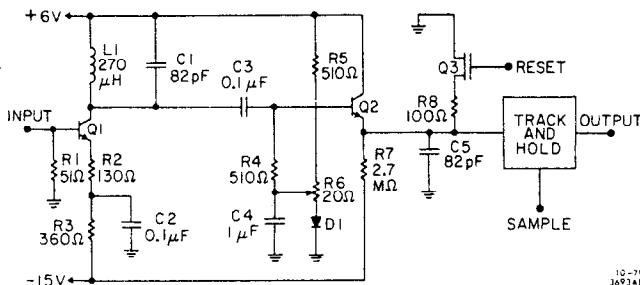 +6V
L1
270
μH
C1
82pF
C3
0.1μF
R5
510Ω
Q3
RESET
R8
100Ω
INPUT
Q1
Q2
TRACK
AND
HOLD
OUTPUT
R1
51Ω
R2
130Ω
R4
510Ω
R6
20Ω
R7
2.7
MΩ
C5
82pF
C2
0.1μF
C4
1μF
D1
R3
360Ω
SAMPLE
-15V